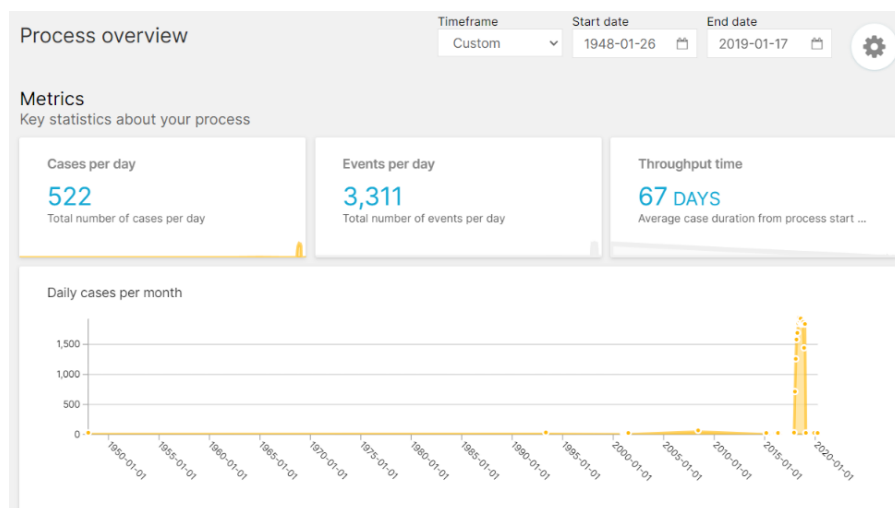 Process overview
Timeframe
Custom
Start date
1948-01-26
End date
2019-01-17
Metrics
Key statistics about your process
Cases per day
522
Total number of cases per day
Events per day
3,311
Total number of events per day
Throughput time
67 DAYS
Average case duration from process start ...
Daily cases per month
1,500
1,000
500
0
1950-01-01
1955-01-01
1960-01-01
1965-01-01
1970-01-01
1975-01-01
1980-01-01
1985-01-01
1990-01-01
1995-01-01
2000-01-01
2005-01-01
2010-01-01
2015-01-01
2020-01-01